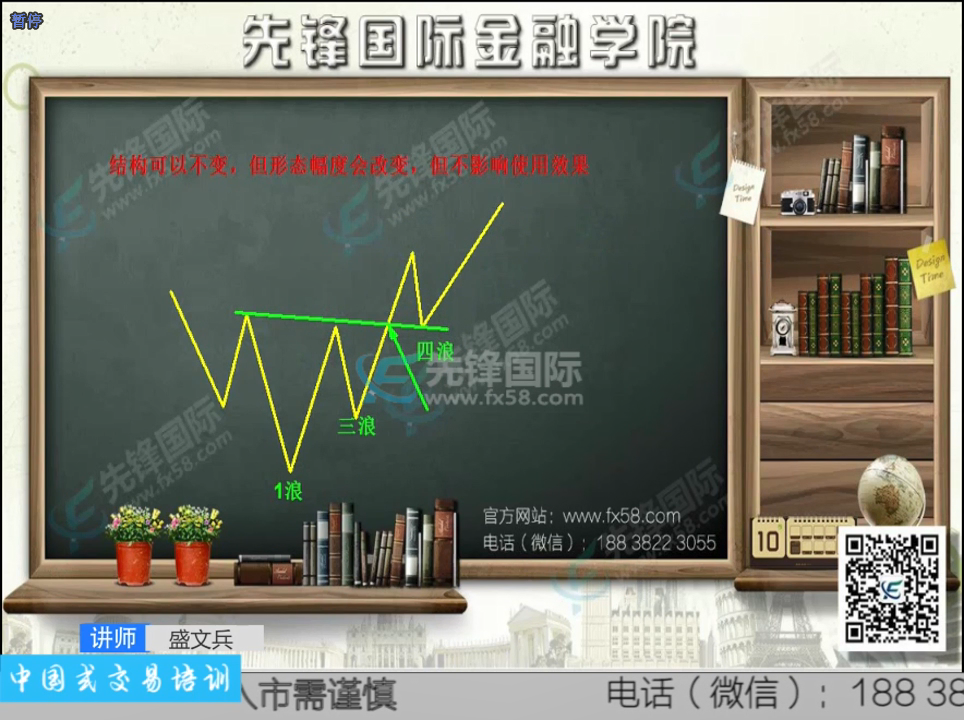 暂停
先锋国际金融学院
结构可以不变，但形态幅度会改变，但不影响使用效果
Design
Time
Design
Time
四浪
先锋国际
www.fx58.com
三浪
1浪
官方网站：www.fx58.com
电话（微信）：188 3822 3055
10
讲师 盛文兵
中国式交易培训
入市需谨慎 电话（微信）：188 38